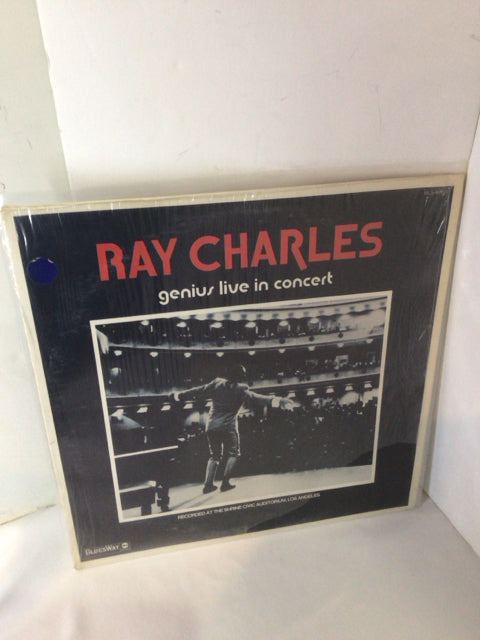 RAY CHARLES
genius live in concert
RECORDED AT THE SHRINE CIVIC AUDITORIUM, LOS ANGELES
BLUESWAY